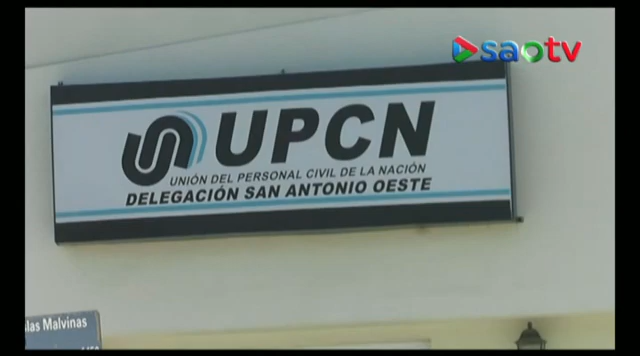 saotv
UPCN
UNIÓN DEL PERSONAL CIVIL DE LA NACIÓN
DELEGACIÓN SAN ANTONIO OESTE
las Malvinas